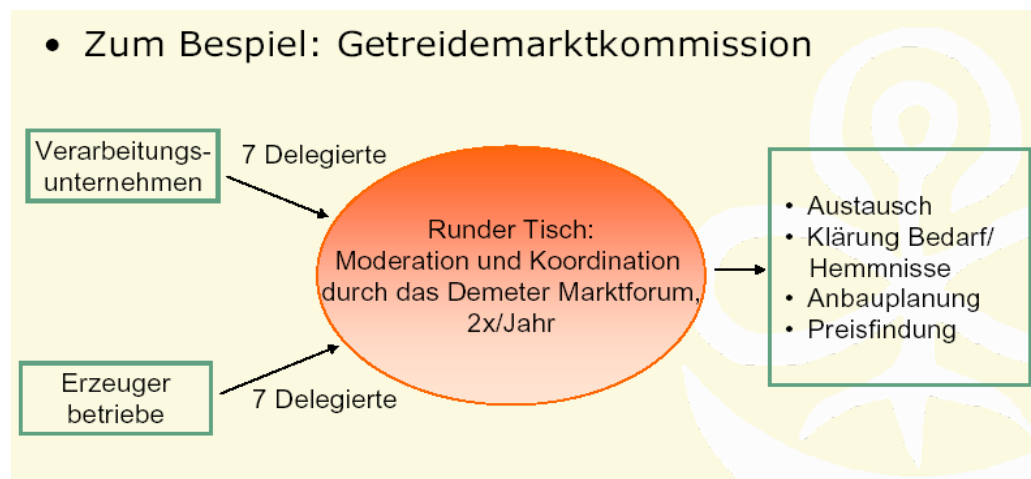 • Zum Bespiel: Getreidemarktkommission
Verarbeitungs-
unternehmen
7 Delegierte
Runder Tisch:
Moderation und Koordination
durch das Demeter Marktforum,
2x/Jahr
Erzeuger
betriebe
7 Delegierte
• Austausch
• Klärung Bedarf/
Hemmnisse
• Anbauplanung
• Preisfindung